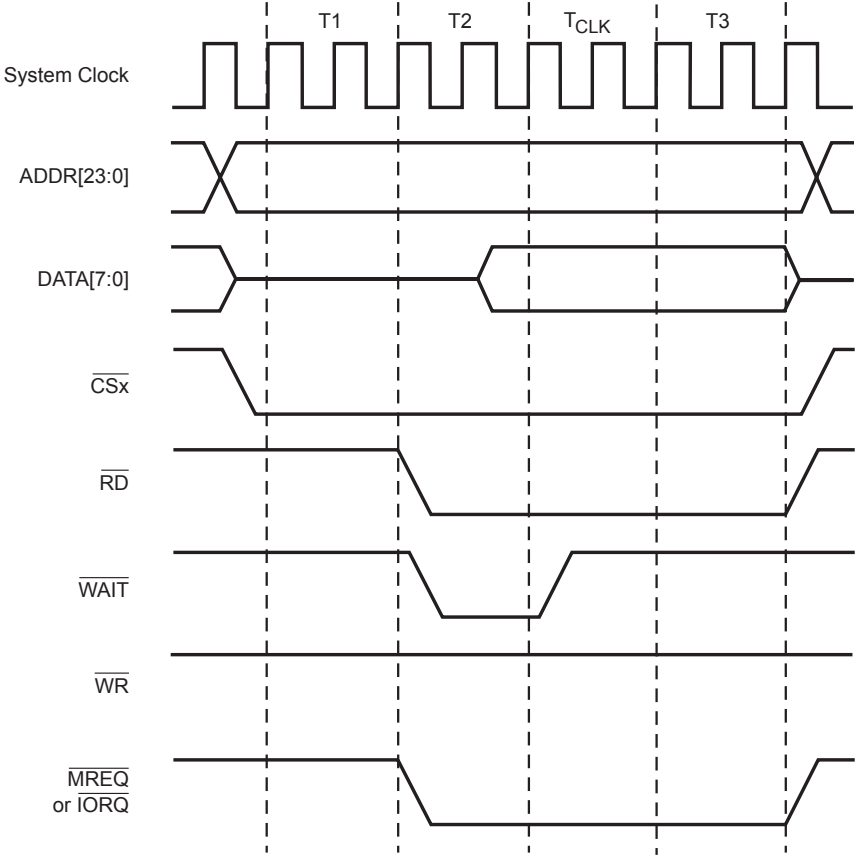 T1 T2 TCLK T3
System Clock
ADDR[23:0]
DATA[7:0]
CSx
RD
WAIT
WR
MREQ
or IORQ